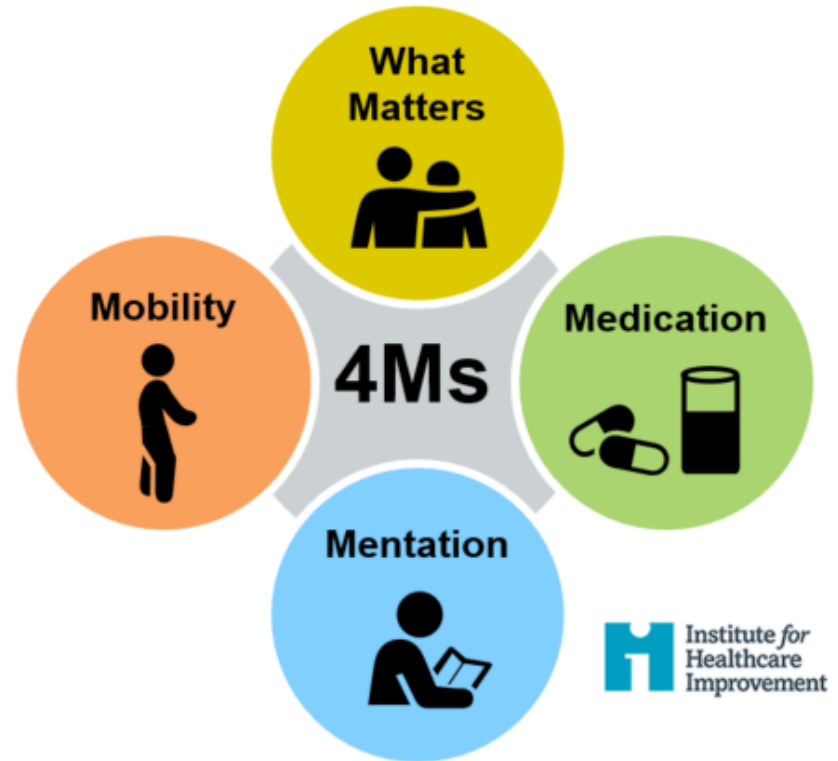 What
Matters
Mobility
4Ms
Medication
Mentation
Institute for
Healthcare
Improvement